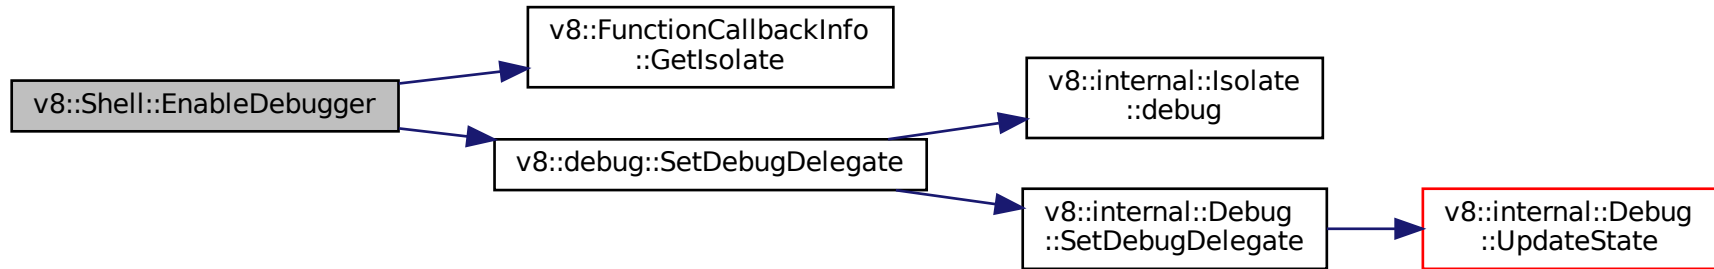 v8::Shell::EnableDebugger
v8::FunctionCallbackInfo
::GetIsolate
v8::debug::SetDebugDelegate
v8::internal::Isolate
::debug
v8::internal::Debug
::SetDebugDelegate
v8::internal::Debug
::UpdateState